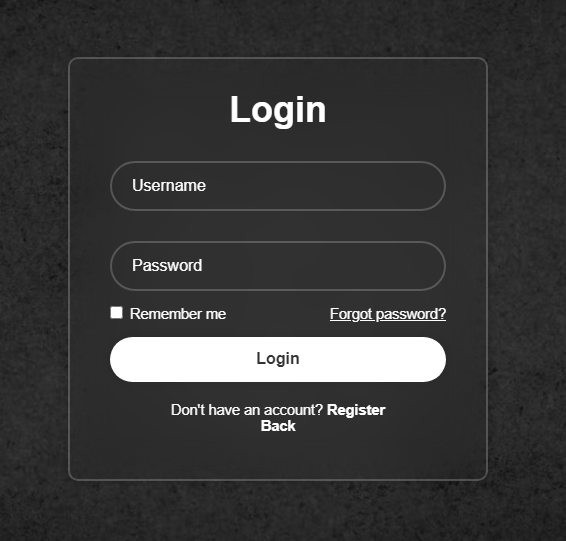 Login
Username
Password
Remember me Forgot password?
Login
Don't have an account? Register
Back